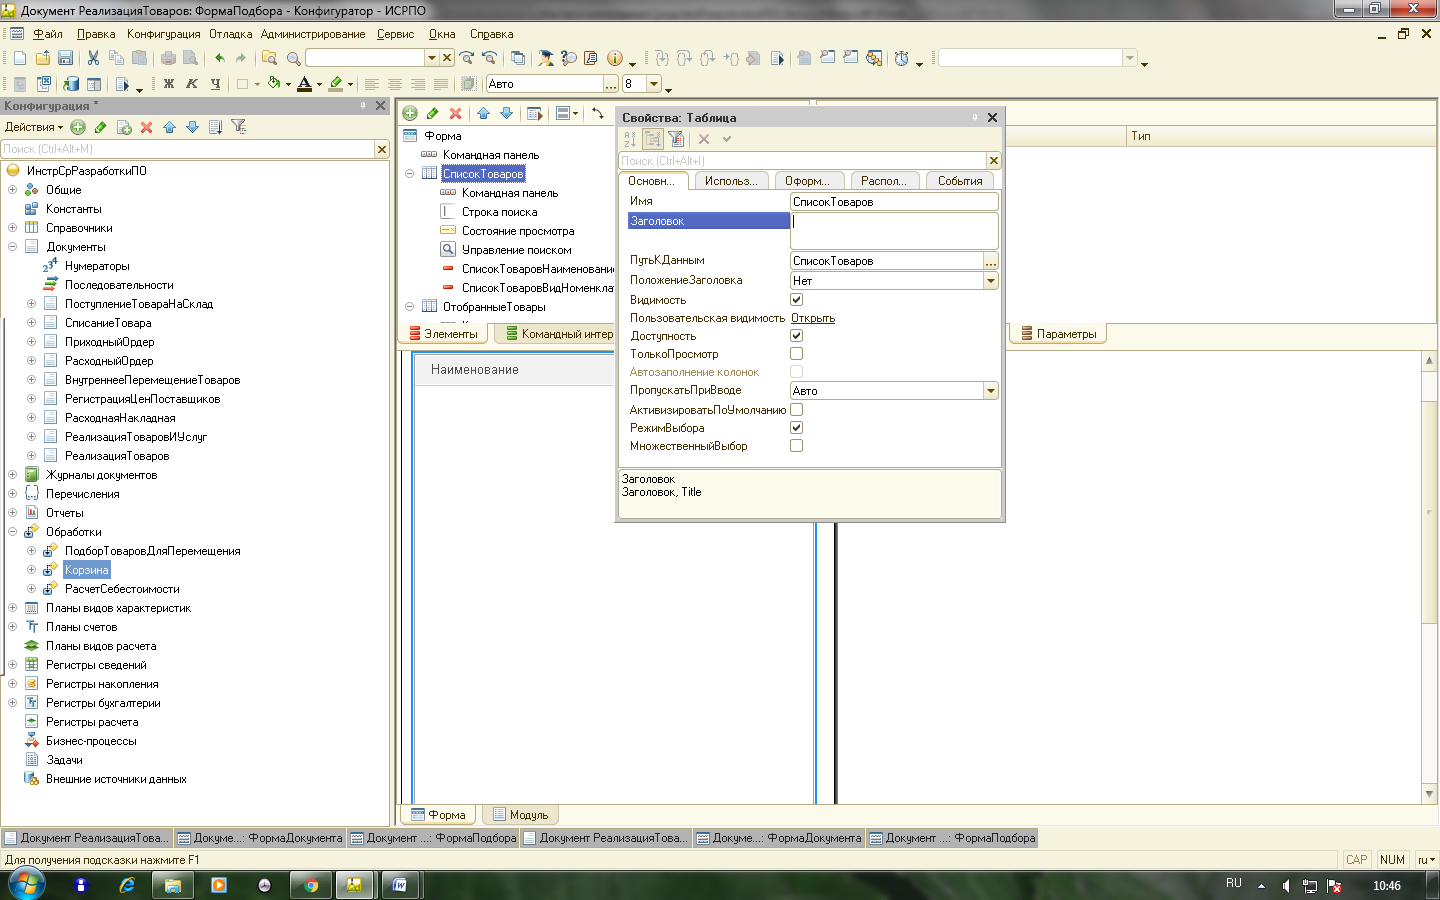 Документ РеализацияТоваров: ФормаПодбора - Конфигуратор - ИСРПО
Файл Правка Конфигурация Отладка Администрирование Сервис Окна Справка
Ж К Ч Авто 8
Конфигурация *
Действия
Поиск (Ctrl+Alt+M)
ИнстрСрРазработкиПО
Общие
Константы
Справочники
Документы
Нумераторы
Последовательности
ПоступлениеТовараНаСклад
СписаниеТовара
ПриходныйОрдер
РасходныйОрдер
ВнутреннееПеремещениеТоваров
РегистрацияЦенПоставщиков
РасходнаяНакладная
РеализацияТоваровИУслуг
РеализацияТоваров
Журналы документов
Перечисления
Отчеты
Обработки
ПодборТоваровДляПеремещения
Корзина
РасчетСебестоимости
Планы видов характеристик
Планы счетов
Планы видов расчета
Регистры сведений
Регистры накопления
Регистры бухгалтерии
Регистры расчета
Бизнес-процессы
Задачи
Внешние источники данных
Форма
Командная панель
СписокТоваров
Командная панель
Строка поиска
Состояние просмотра
Управление поиском
СписокТоваровНаименовани
СписокТоваровВидНоменкла
ОтобранныеТовары
Элементы Командный интер
Наименование
Форма Модуль
Свойства: Таблица
Поиск (Ctrl+Alt+I)
Основн... Использ... Оформ... Распол... События
Имя СписокТоваров
Заголовок
ПутьКДанным СписокТоваров
ПоложениеЗаголовка Нет
Видимость
Пользовательская видимость Открыть
Доступность
ТолькоПросмотр
Автозаполнение колонок
ПропускатьПриВводе Авто
АктивизироватьПоУмолчанию
РежимВыбора
МножественныйВыбор
Заголовок
Заголовок, Title
Тип
Параметры
Документ РеализацияТова... Докуме...: ФормаДокумента Документ ...: ФормаПодбора Документ РеализацияТова... Докуме...: ФормаДокумента Документ ...: ФормаПодбора
Для получения подсказки нажмите F1 CAP NUM ru
RU 10:46